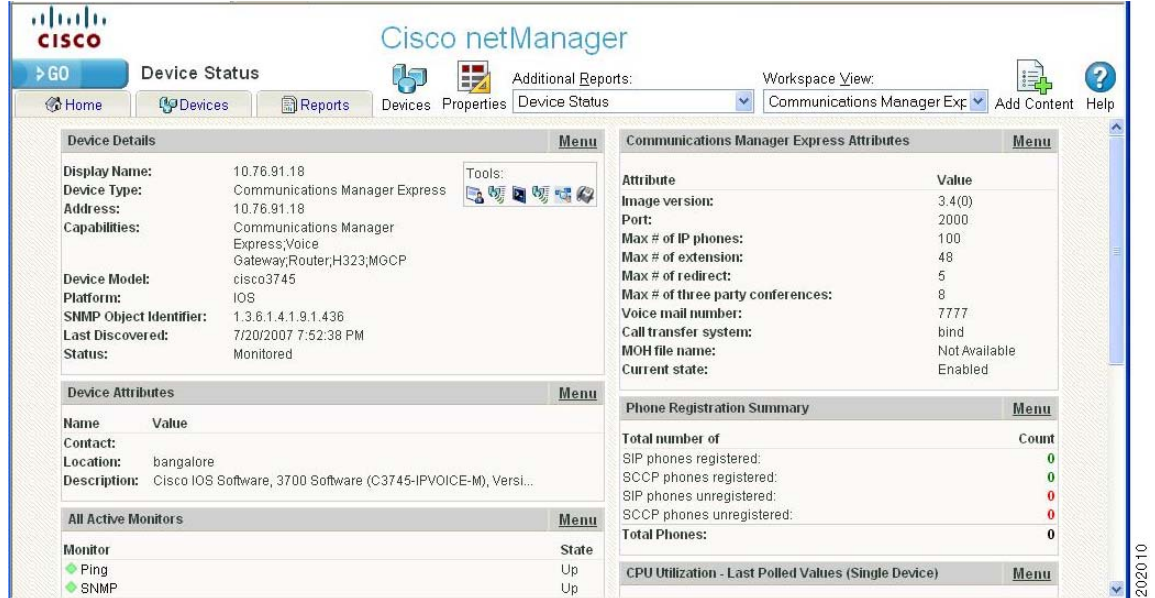 CISCO
Cisco netManager
GO
Device Status
Additional Reports:
Workspace View:
Home
Devices
Reports
Devices
Properties
Device Status
Communications Manager Exp
Add Content
Help
Device Details Menu
Display Name: 10.76.91.18
Device Type: Communications Manager Express
Address: 10.76.91.18
Capabilities: Communications Manager
Express;Voice
Gateway;Router;H323;MGCP
Device Model: cisco3745
Platform: IOS
SNMP Object Identifier: 1.3.6.1.4.1.9.1.436
Last Discovered: 7/20/2007 7:52:38 PM
Status: Monitored
Tools:
Device Attributes Menu
Name Value
Contact:
Location: bangalore
Description: Cisco IOS Software, 3700 Software (C3745-IPVOICE-M), Versi...
All Active Monitors Menu
Monitor State
Ping Up
SNMP Up
Communications Manager Express Attributes Menu
Attribute Value
Image version: 3.4(0)
Port: 2000
Max # of IP phones: 100
Max # of extension: 48
Max # of redirect: 5
Max # of three party conferences: 8
Voice mail number: 7777
Call transfer system: bind
MOH file name: Not Available
Current state: Enabled
Phone Registration Summary Menu
Total number of Count
SIP phones registered: 0
SCCP phones registered: 0
SIP phones unregistered: 0
SCCP phones unregistered: 0
Total Phones: 0
CPU Utilization - Last Polled Values (Single Device) Menu
202010